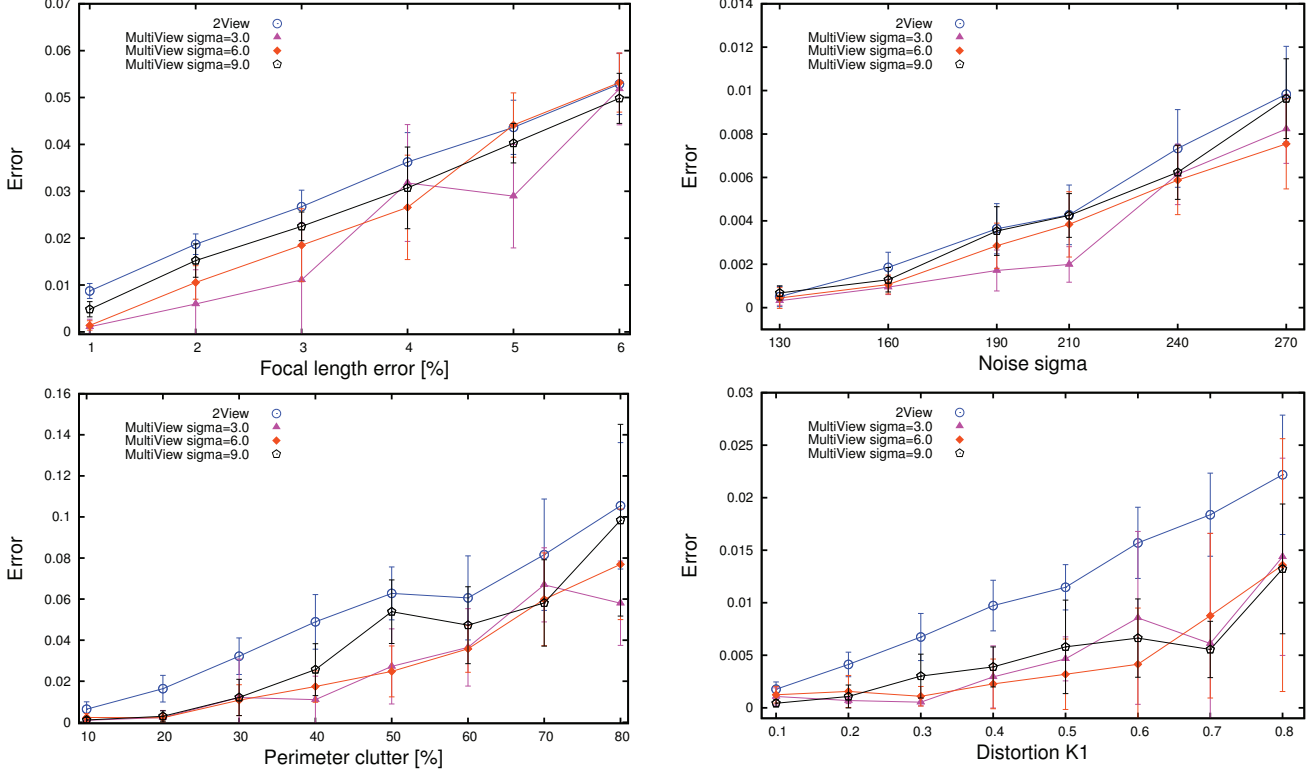 0.07
0.06
0.05
0.04
0.03
0.02
0.01
0
Error
2View
MultiView sigma=3.0
MultiView sigma=6.0
MultiView sigma=9.0
1 2 3 4 5 6
Focal length error [%]
0.014
0.012
0.01
0.008
0.006
0.004
0.002
0
Error
2View
MultiView sigma=3.0
MultiView sigma=6.0
MultiView sigma=9.0
130 160 190 210 240 270
Noise sigma
0.16
0.14
0.12
0.1
0.08
0.06
0.04
0.02
0
Error
2View
MultiView sigma=3.0
MultiView sigma=6.0
MultiView sigma=9.0
10 20 30 40 50 60 70 80
Perimeter clutter [%]
0.03
0.025
0.02
0.015
0.01
0.005
0
Error
2View
MultiView sigma=3.0
MultiView sigma=6.0
MultiView sigma=9.0
0.1 0.2 0.3 0.4 0.5 0.6 0.7 0.8
Distortion K1